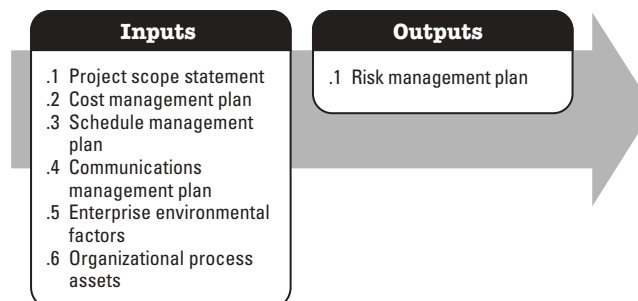 Inputs
.1 Project scope statement
.2 Cost management plan
.3 Schedule management
plan
.4 Communications
management plan
.5 Enterprise environmental
factors
.6 Organizational process
assets
Outputs
.1 Risk management plan